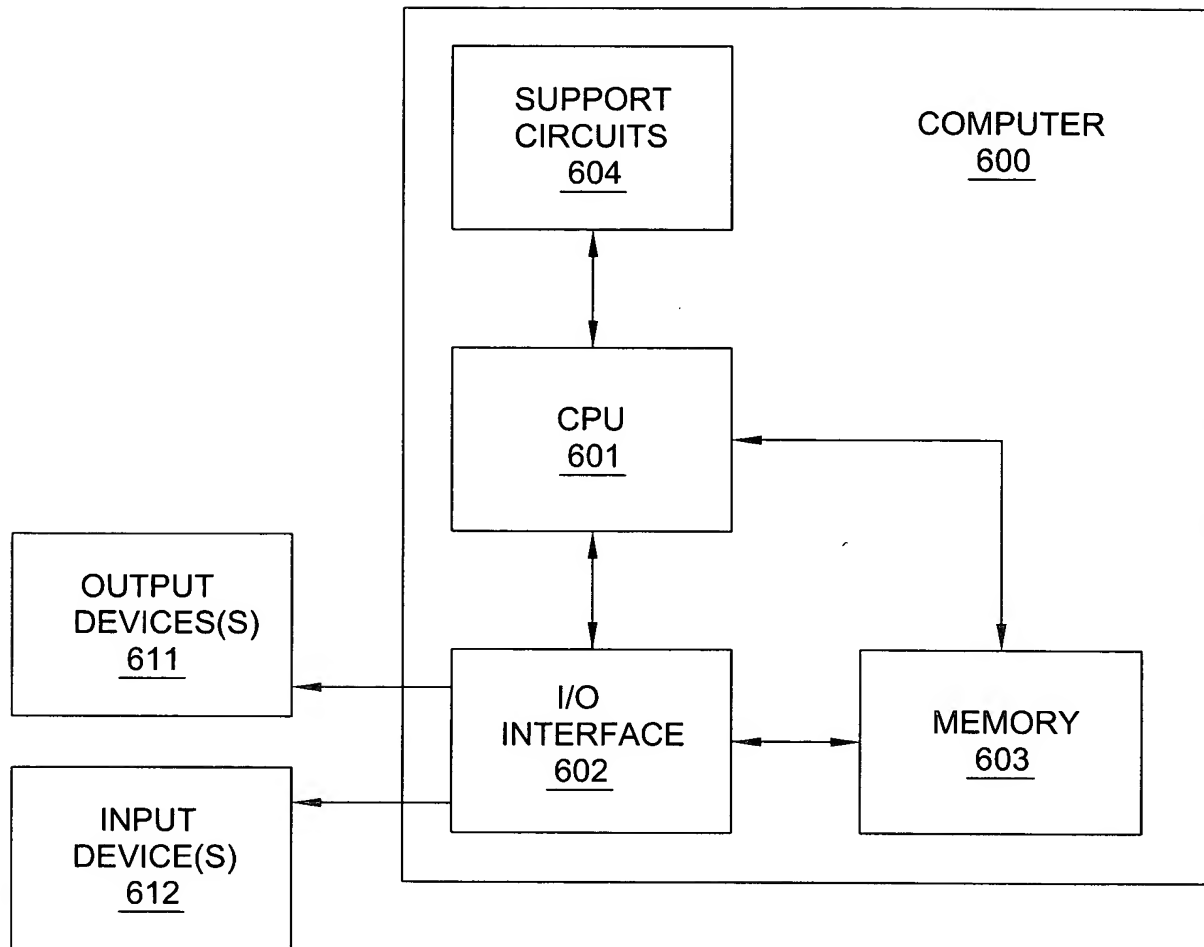 SUPPORT
CIRCUITS
604
COMPUTER
600
CPU
601
OUTPUT
DEVICES(S)
611
I/O
INTERFACE
602
MEMORY
603
INPUT
DEVICE(S)
612